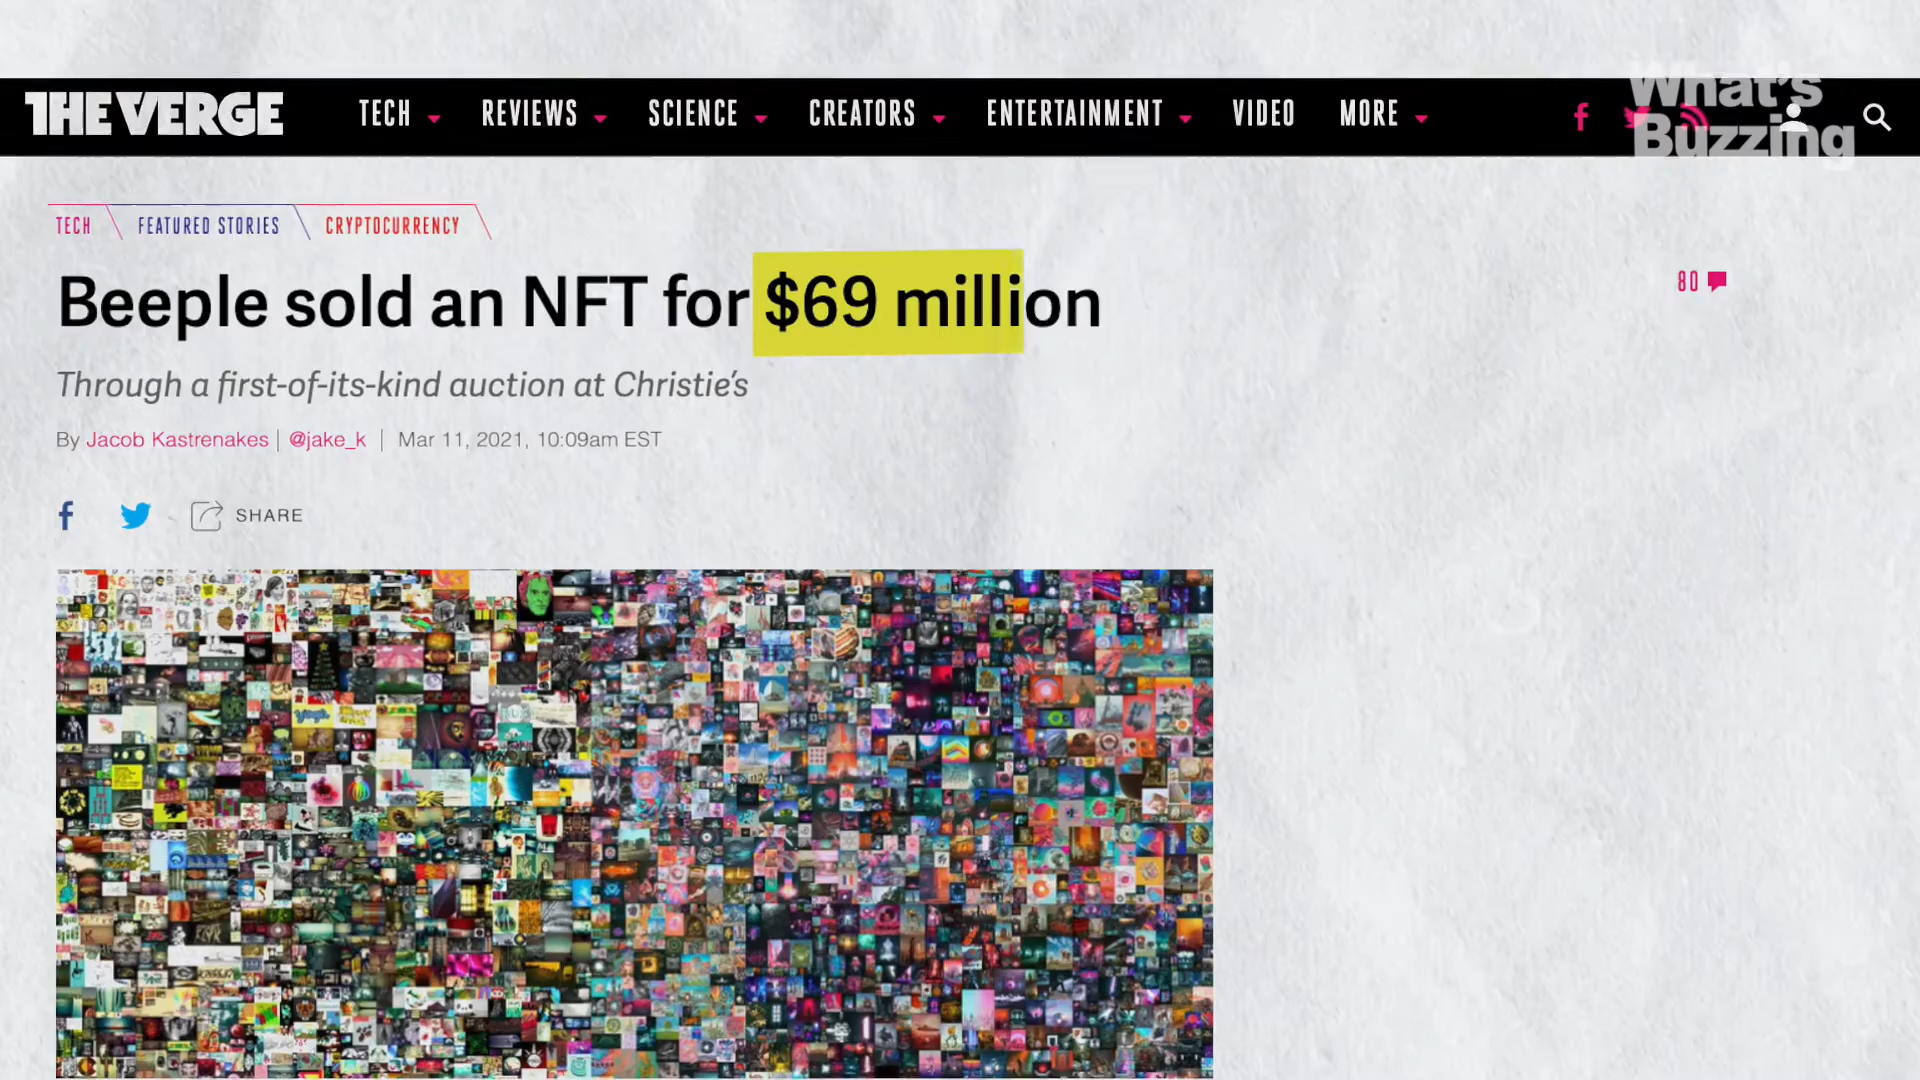 What's
Buzzing
THE VERGE
TECH REVIEWS SCIENCE CREATORS ENTERTAINMENT VIDEO MORE
TECH FEATURED STORIES CRYPTOCURRENCY
Beeple sold an NFT for $69 million
80
Through a first-of-its-kind auction at Christie's
By Jacob Kastrenakes | @jake_k | Mar 11, 2021, 10:09am EST
SHARE